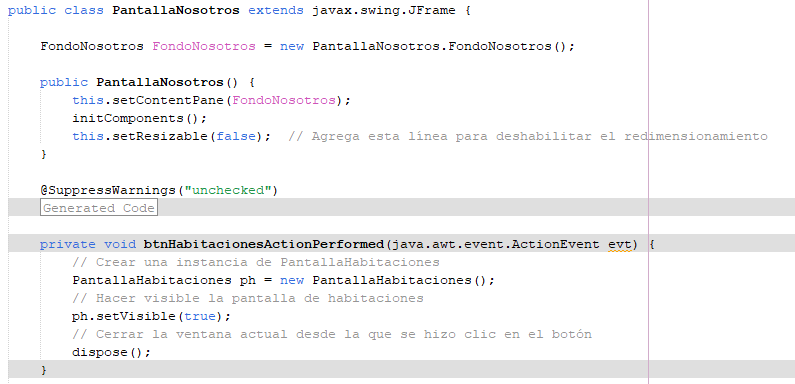 public class PantallaNosotros extends javax.swing.JFrame {
FondoNosotros FondoNosotros = new PantallaNosotros.FondoNosotros();
public PantallaNosotros() {
this.setContentPane(FondoNosotros);
initComponents();
this.setResizable(false);  // Agrega esta línea para deshabilitar el redimensionamiento
}
@SuppressWarnings("unchecked")
Generated Code
private void btnHabitacionesActionPerformed(java.awt.event.ActionEvent evt) {
// Crear una instancia de PantallaHabitaciones
PantallaHabitaciones ph = new PantallaHabitaciones();
// Hacer visible la pantalla de habitaciones
ph.setVisible(true);
// Cerrar la ventana actual desde la que se hizo clic en el botón
dispose();
}